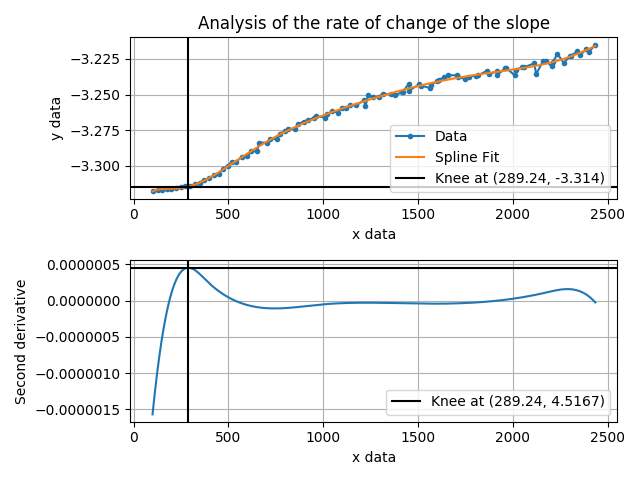 Analysis of the rate of change of the slope
y data
−3.225
−3.250
−3.275
−3.300
Data
Spline Fit
Knee at (289.24, -3.314)
0 500 1000 1500 2000 2500
x data
Second derivative
0.0000005
0.0000000
−0.0000005
−0.0000010
−0.0000015
Knee at (289.24, 4.5167)
0 500 1000 1500 2000 2500
x data